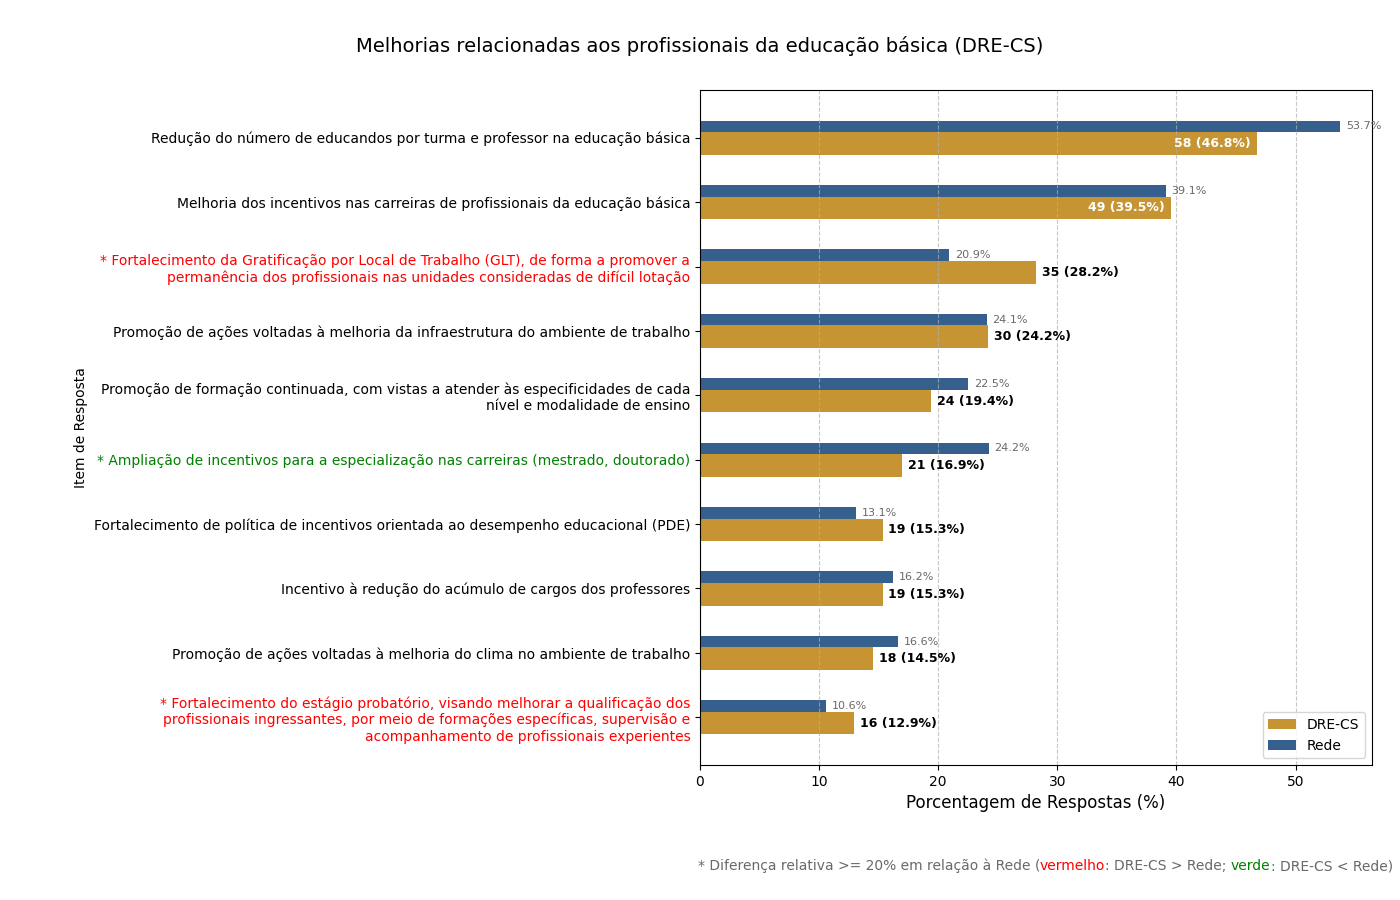 Melhorias relacionadas aos profissionais da educação básica (DRE-CS)
Redução do número de educandos por turma e professor na educação básica
53.7%
58 (46.8%)
Melhoria dos incentivos nas carreiras de profissionais da educação básica
39.1%
49 (39.5%)
* Fortalecimento da Gratificação por Local de Trabalho (GLT), de forma a promover a
permanência dos profissionais nas unidades consideradas de difícil lotação
20.9%
35 (28.2%)
Promoção de ações voltadas à melhoria da infraestrutura do ambiente de trabalho
24.1%
30 (24.2%)
Promoção de formação continuada, com vistas a atender às especificidades de cada
nível e modalidade de ensino
22.5%
24 (19.4%)
* Ampliação de incentivos para a especialização nas carreiras (mestrado, doutorado)
24.2%
21 (16.9%)
Fortalecimento de política de incentivos orientada ao desempenho educacional (PDE)
13.1%
19 (15.3%)
Incentivo à redução do acúmulo de cargos dos professores
16.2%
19 (15.3%)
Promoção de ações voltadas à melhoria do clima no ambiente de trabalho
16.6%
18 (14.5%)
* Fortalecimento do estágio probatório, visando melhorar a qualificação dos
profissionais ingressantes, por meio de formações específicas, supervisão e
acompanhamento de profissionais experientes
10.6%
16 (12.9%)
Item de Resposta
DRE-CS
Rede
0 10 20 30 40 50
Porcentagem de Respostas (%)
* Diferença relativa >= 20% em relação à Rede (vermelho: DRE-CS > Rede; verde: DRE-CS < Rede)